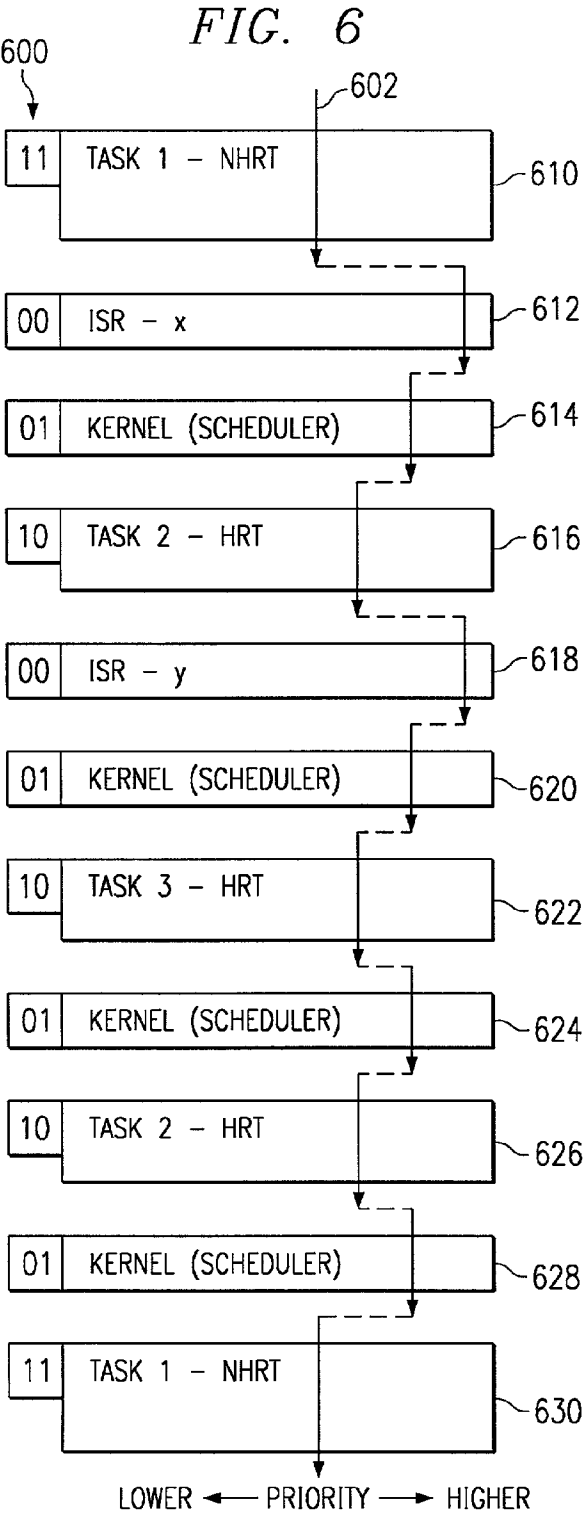 FIG. 6
600
602
11 TASK 1 - NHRT
610
00 ISR - x
612
01 KERNEL (SCHEDULER)
614
10 TASK 2 - HRT
616
00 ISR - y
618
01 KERNEL (SCHEDULER)
620
10 TASK 3 - HRT
622
01 KERNEL (SCHEDULER)
624
10 TASK 2 - HRT
626
01 KERNEL (SCHEDULER)
628
11 TASK 1 - NHRT
630
LOWER PRIORITY HIGHER